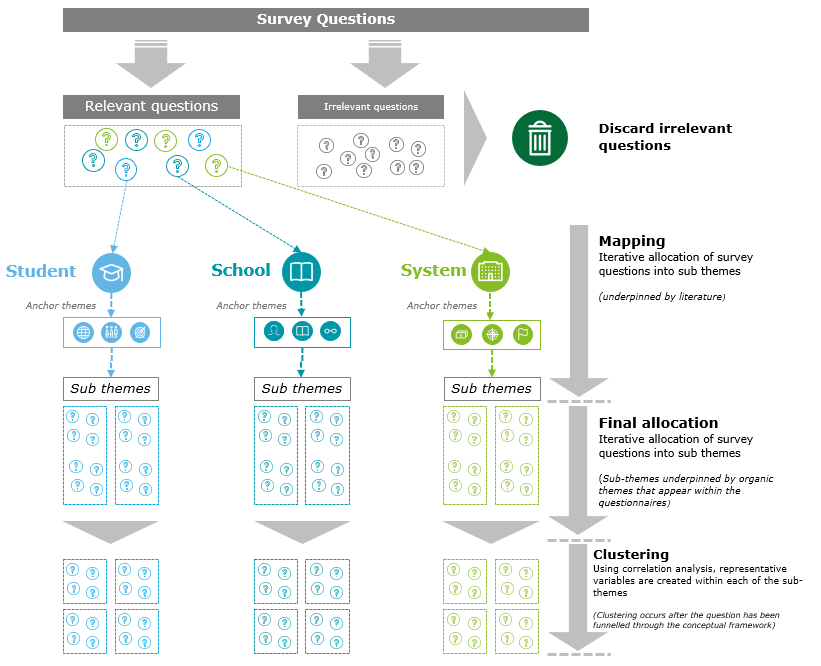 Survey Questions
Relevant questions
Irrelevant questions
Discard irrelevant
questions
Student
School
System
Anchor themes
Anchor themes
Anchor themes
Mapping
Iterative allocation of survey
questions into sub themes
(underpinned by literature)
Sub themes
Sub themes
Sub themes
Final allocation
Iterative allocation of survey
questions into sub themes
(Sub-themes underpinned by organic
themes that appear within the
questionnaires)
Clustering
Using correlation analysis, representative
variables are created within each of the sub-
themes
(Clustering occurs after the question has been
funnelled through the conceptual framework)